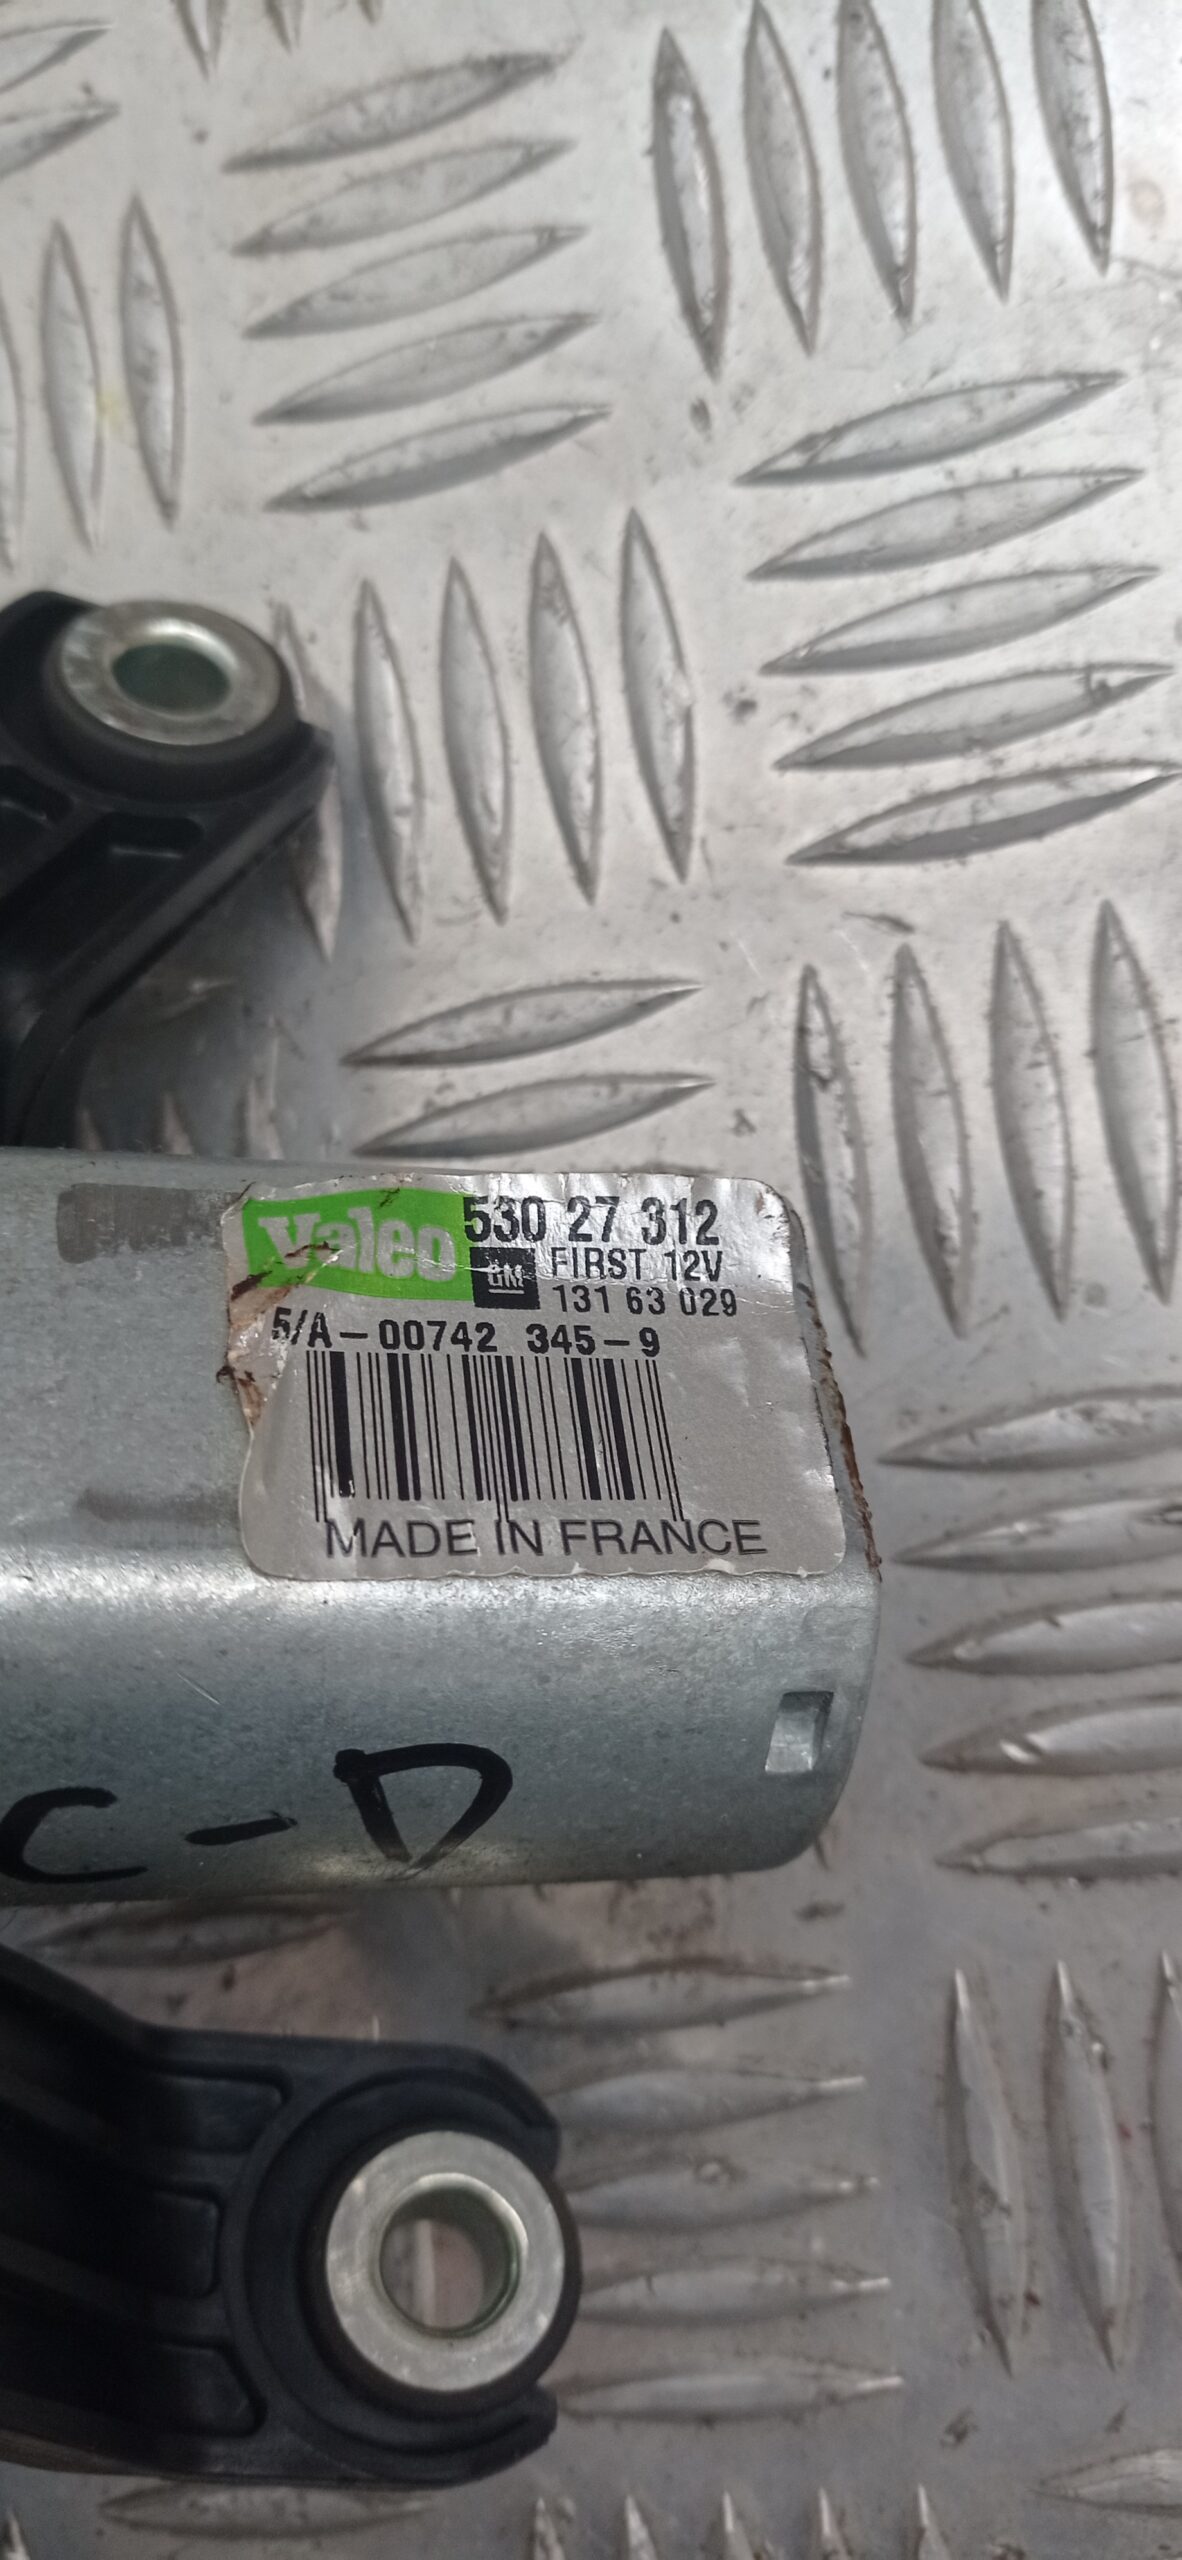 Valeo 530 27 312
GM FIRST 12V
131 63 029
5/A-00742 345-9
MADE IN FRANCE
C-D